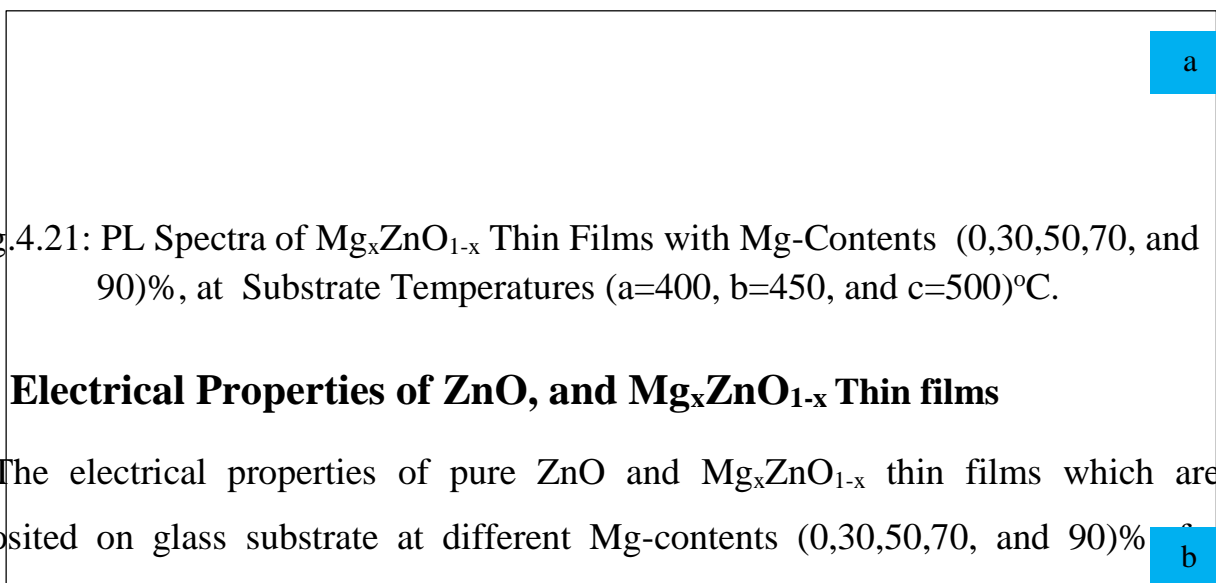 a
g.4.21: PL Spectra of MgₓZnO₁₋ₓ Thin Films with Mg-Contents (0,30,50,70, and
90)%, at Substrate Temperatures (a=400, b=450, and c=500)ᵒC.
Electrical Properties of ZnO, and MgₓZnO₁₋ₓ Thin films
The electrical properties of pure ZnO and MgₓZnO₁₋ₓ thin films which are
osited on glass substrate at different Mg-contents (0,30,50,70, and 90)%
b